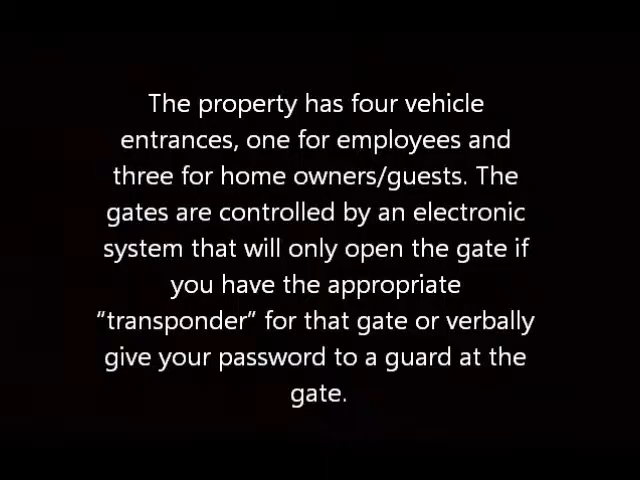 The property has four vehicle
entrances, one for employees and
three for home owners/guests. The
gates are controlled by an electronic
system that will only open the gate if
you have the appropriate
“transponder” for that gate or verbally
give your password to a guard at the
gate.